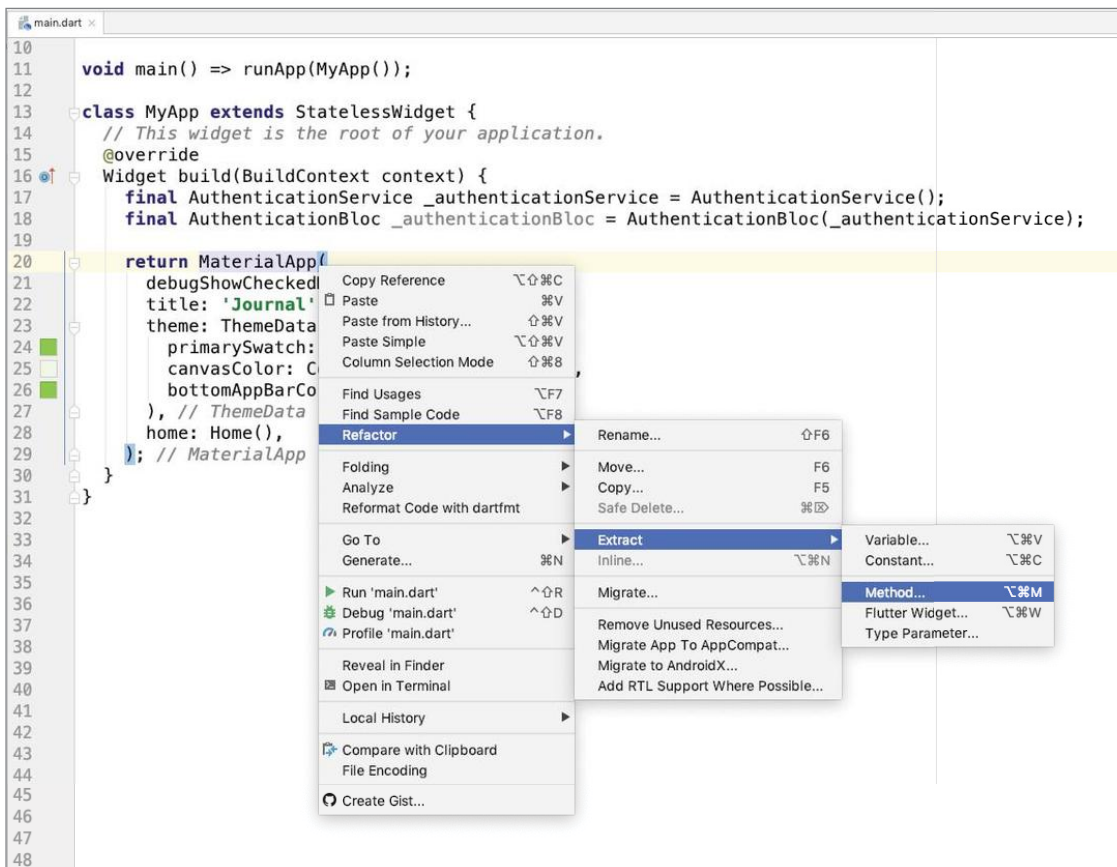 main.dart
10
11 void main() => runApp(MyApp());
12
13 class MyApp extends StatelessWidget {
14 // This widget is the root of your application.
15 @override
16 Widget build(BuildContext context) {
17 final AuthenticationService _authenticationService = AuthenticationService();
18 final AuthenticationBloc _authenticationBloc = AuthenticationBloc(_authenticationService);
19
20 return MaterialApp(
21 debugShowChecked
22 title: 'Journal'
23 theme: ThemeData
24 primarySwatch:
25 canvasColor: C ,
26 bottomAppBarCo
27 ), // ThemeData
28 home: Home(),
29 ); // MaterialApp
30 }
31 }
32
33
34
35
36
37
38
39
40
41
42
43
44
45
46
47
48
Copy Reference ⌥⇧⌘C
Paste ⌘V
Paste from History... ⇧⌘V
Paste Simple ⌥⇧⌘V
Column Selection Mode ⇧⌘8
Find Usages ⌥F7
Find Sample Code ⌥F8
Refactor
Folding
Analyze
Reformat Code with dartfmt
Go To
Generate... ⌘N
Run 'main.dart' ^⇧R
Debug 'main.dart' ^⇧D
Profile 'main.dart'
Reveal in Finder
Open in Terminal
Local History
Compare with Clipboard
File Encoding
Create Gist...
Rename... ⇧F6
Move... F6
Copy... F5
Safe Delete... ⌘⌦
Extract
Inline... ⌥⌘N
Migrate...
Remove Unused Resources...
Migrate App To AppCompat...
Migrate to AndroidX...
Add RTL Support Where Possible...
Variable... ⌥⌘V
Constant... ⌥⌘C
Method... ⌥⌘M
Flutter Widget... ⌥⌘W
Type Parameter...